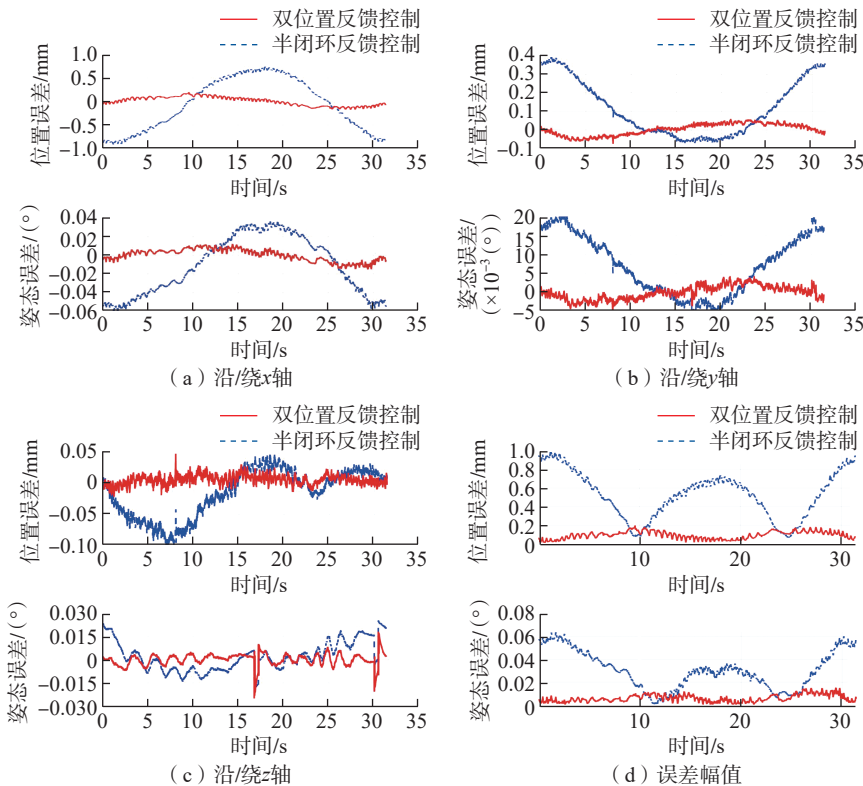 双位置反馈控制
半闭环反馈控制
1.0
0.5
0
−0.5
−1.0
位置误差/mm
0 5 10 15 20 25 30 35
时间/s
0.04
0.02
0
−0.02
−0.04
−0.06
姿态误差/(°)
0 5 10 15 20 25 30 35
时间/s
(a)沿/绕x轴
双位置反馈控制
半闭环反馈控制
0.4
0.3
0.2
0.1
0
−0.1
位置误差/mm
0 5 10 15 20 25 30 35
时间/s
20
15
10
5
0
−5
姿态误差/
(×10⁻³(°))
0 5 10 15 20 25 30 35
时间/s
(b)沿/绕y轴
双位置反馈控制
半闭环反馈控制
0.05
0
−0.05
−0.10
位置误差/mm
0 5 10 15 20 25 30 35
时间/s
0.030
0.015
0
−0.015
−0.030
姿态误差/(°)
0 5 10 15 20 25 30 35
时间/s
(c)沿/绕z轴
双位置反馈控制
半闭环反馈控制
1.0
0.8
0.6
0.4
0.2
0
位置误差/mm
10 20 30
时间/s
0.08
0.06
0.04
0.02
0
姿态误差/(°)
10 20 30
时间/s
(d)误差幅值